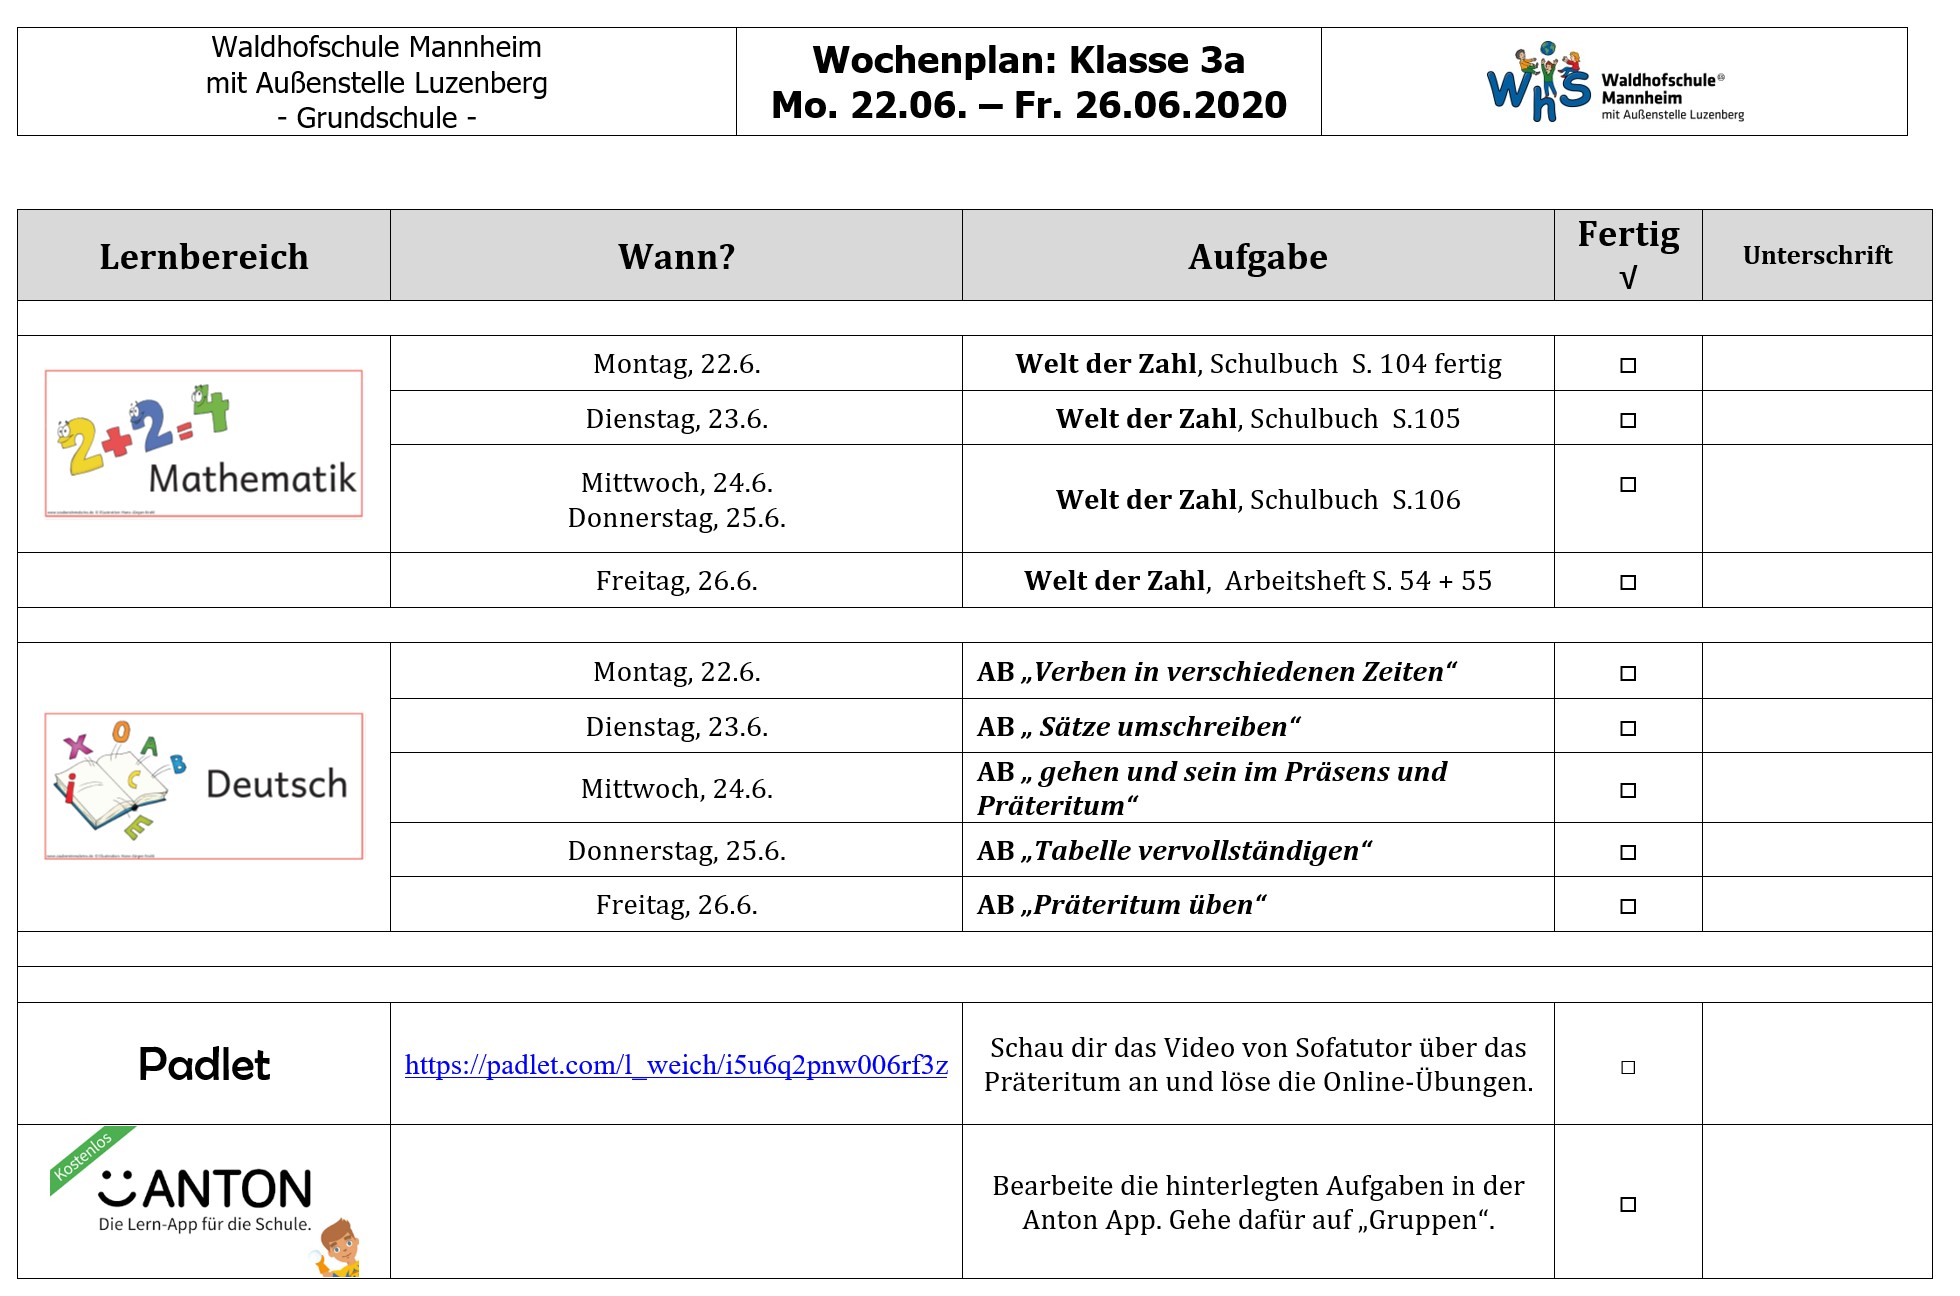 Waldhofschule Mannheim
mit Außenstelle Luzenberg
- Grundschule -
Wochenplan: Klasse 3a
Mo. 22.06. – Fr. 26.06.2020
WhS
Waldhofschule
Mannheim
mit Außenstelle Luzenberg
Lernbereich
Wann?
Aufgabe
Fertig
√
Unterschrift
2+2=4
Mathematik
Montag, 22.6.
Welt der Zahl, Schulbuch S. 104 fertig
□
Dienstag, 23.6.
Welt der Zahl, Schulbuch S.105
□
Mittwoch, 24.6.
Donnerstag, 25.6.
Welt der Zahl, Schulbuch S.106
□
Freitag, 26.6.
Welt der Zahl, Arbeitsheft S. 54 + 55
□
X O A B i C E
Deutsch
Montag, 22.6.
AB „Verben in verschiedenen Zeiten“
□
Dienstag, 23.6.
AB „ Sätze umschreiben“
□
Mittwoch, 24.6.
AB „ gehen und sein im Präsens und
Präteritum“
□
Donnerstag, 25.6.
AB „Tabelle vervollständigen“
□
Freitag, 26.6.
AB „Präteritum üben“
□
Padlet
https://padlet.com/l_weich/i5u6q2pnw006rf3z
Schau dir das Video von Sofatutor über das
Präteritum an und löse die Online-Übungen.
□
Kostenlos
ANTON
Die Lern-App für die Schule.
Bearbeite die hinterlegten Aufgaben in der
Anton App. Gehe dafür auf „Gruppen“.
□